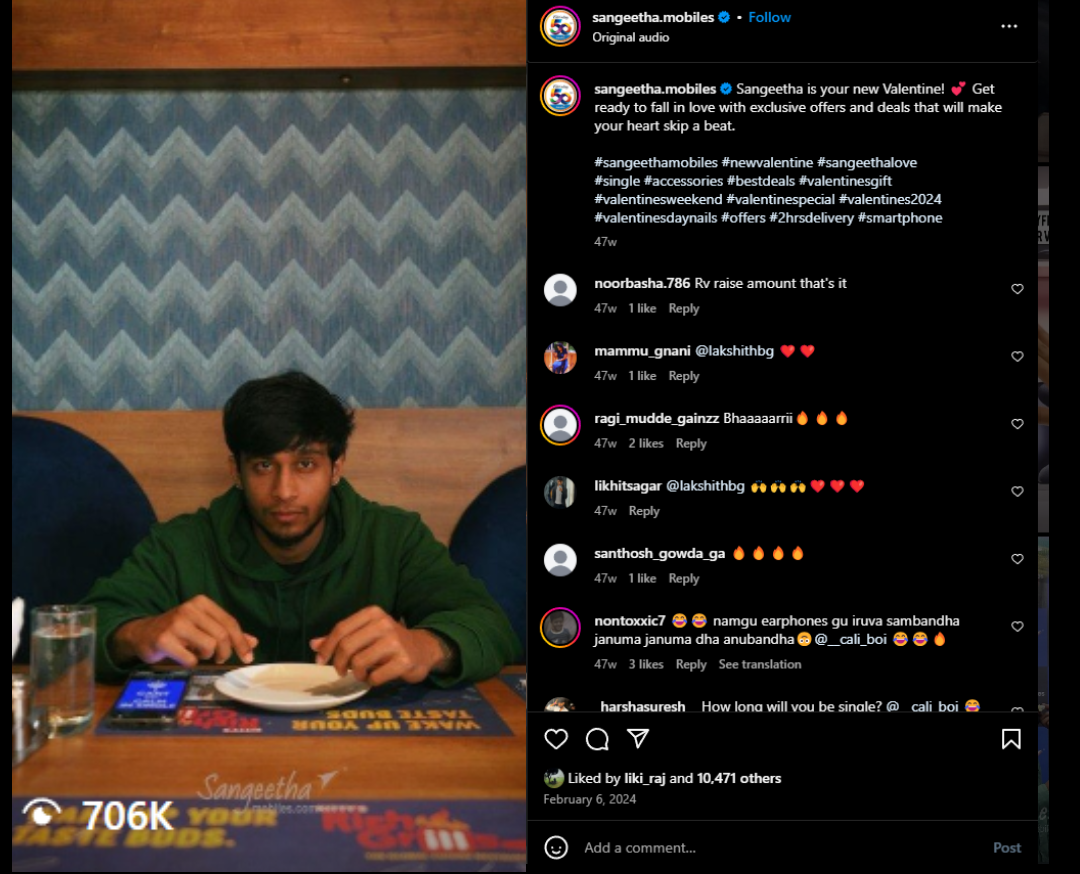 sangeetha.mobiles • Follow
Original audio
sangeetha.mobiles Sangeetha is your new Valentine! 💕 Get
ready to fall in love with exclusive offers and deals that will make
your heart skip a beat.
#sangeethamobiles #newvalentine #sangeethalove
#single #accessories #bestdeals #valentinesgift
#valentinesweekend #valentinespecial #valentines2024
#valentinesdaynails #offers #2hrsdelivery #smartphone
47w
noorbasha.786 Rv raise amount that's it
47w 1 like Reply
mammu_gnani @lakshithbg ❤️ ❤️
47w 1 like Reply
ragi_mudde_gainzz Bhaaaaarrii🔥 🔥 🔥
47w 2 likes Reply
likhitsagar @lakshithbg 🙌 🙌 🙌 ❤️ ❤️ ❤️
47w Reply
santhosh_gowda_ga 🔥 🔥 🔥 🔥
47w 1 like Reply
nontoxxic7 😂 😂 namgu earphones gu iruva sambandha
januma januma dha anubandha🙃 @__cali_boi 😂 😂 🔥
47w 3 likes Reply See translation
_harshasuresh_ How long will you be single? @__cali_boi 😂
Liked by liki_raj and 10,471 others
February 6, 2024
Add a comment... Post
50
50
WAKE UP YOUR
TASTE BUDS
Sangeetha
mobiles.com
706K
YOUR
TASTE BUDS.